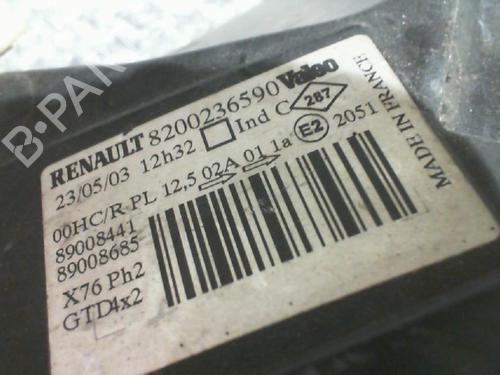 RENAULT 8200236590 Valeo
23/05/03 12h32 Ind C 287
00HC/R PL 12,5 02A 01 1a E2 2051
89008441
89008685
X76 Ph2
GTD4x2
MADE IN FRANCE
B-PARTS